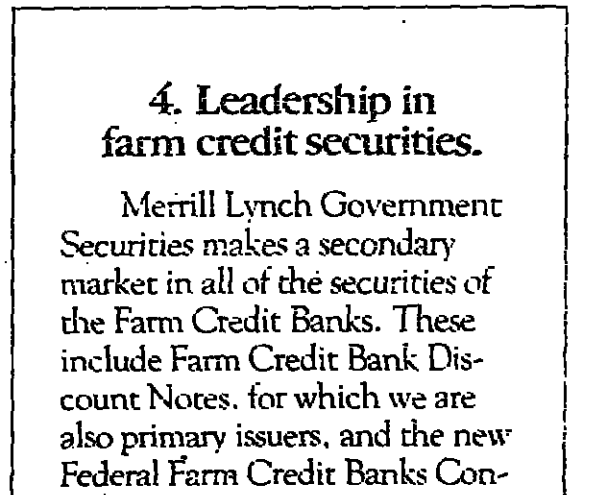 4. Leadership in
farm credit securities.
Merrill Lynch Government
Securities makes a secondary
market in all of the securities of
the Farm Credit Banks. These
include Farm Credit Bank Dis-
count Notes, for which we are
also primary issuers, and the new
Federal Farm Credit Banks Con-